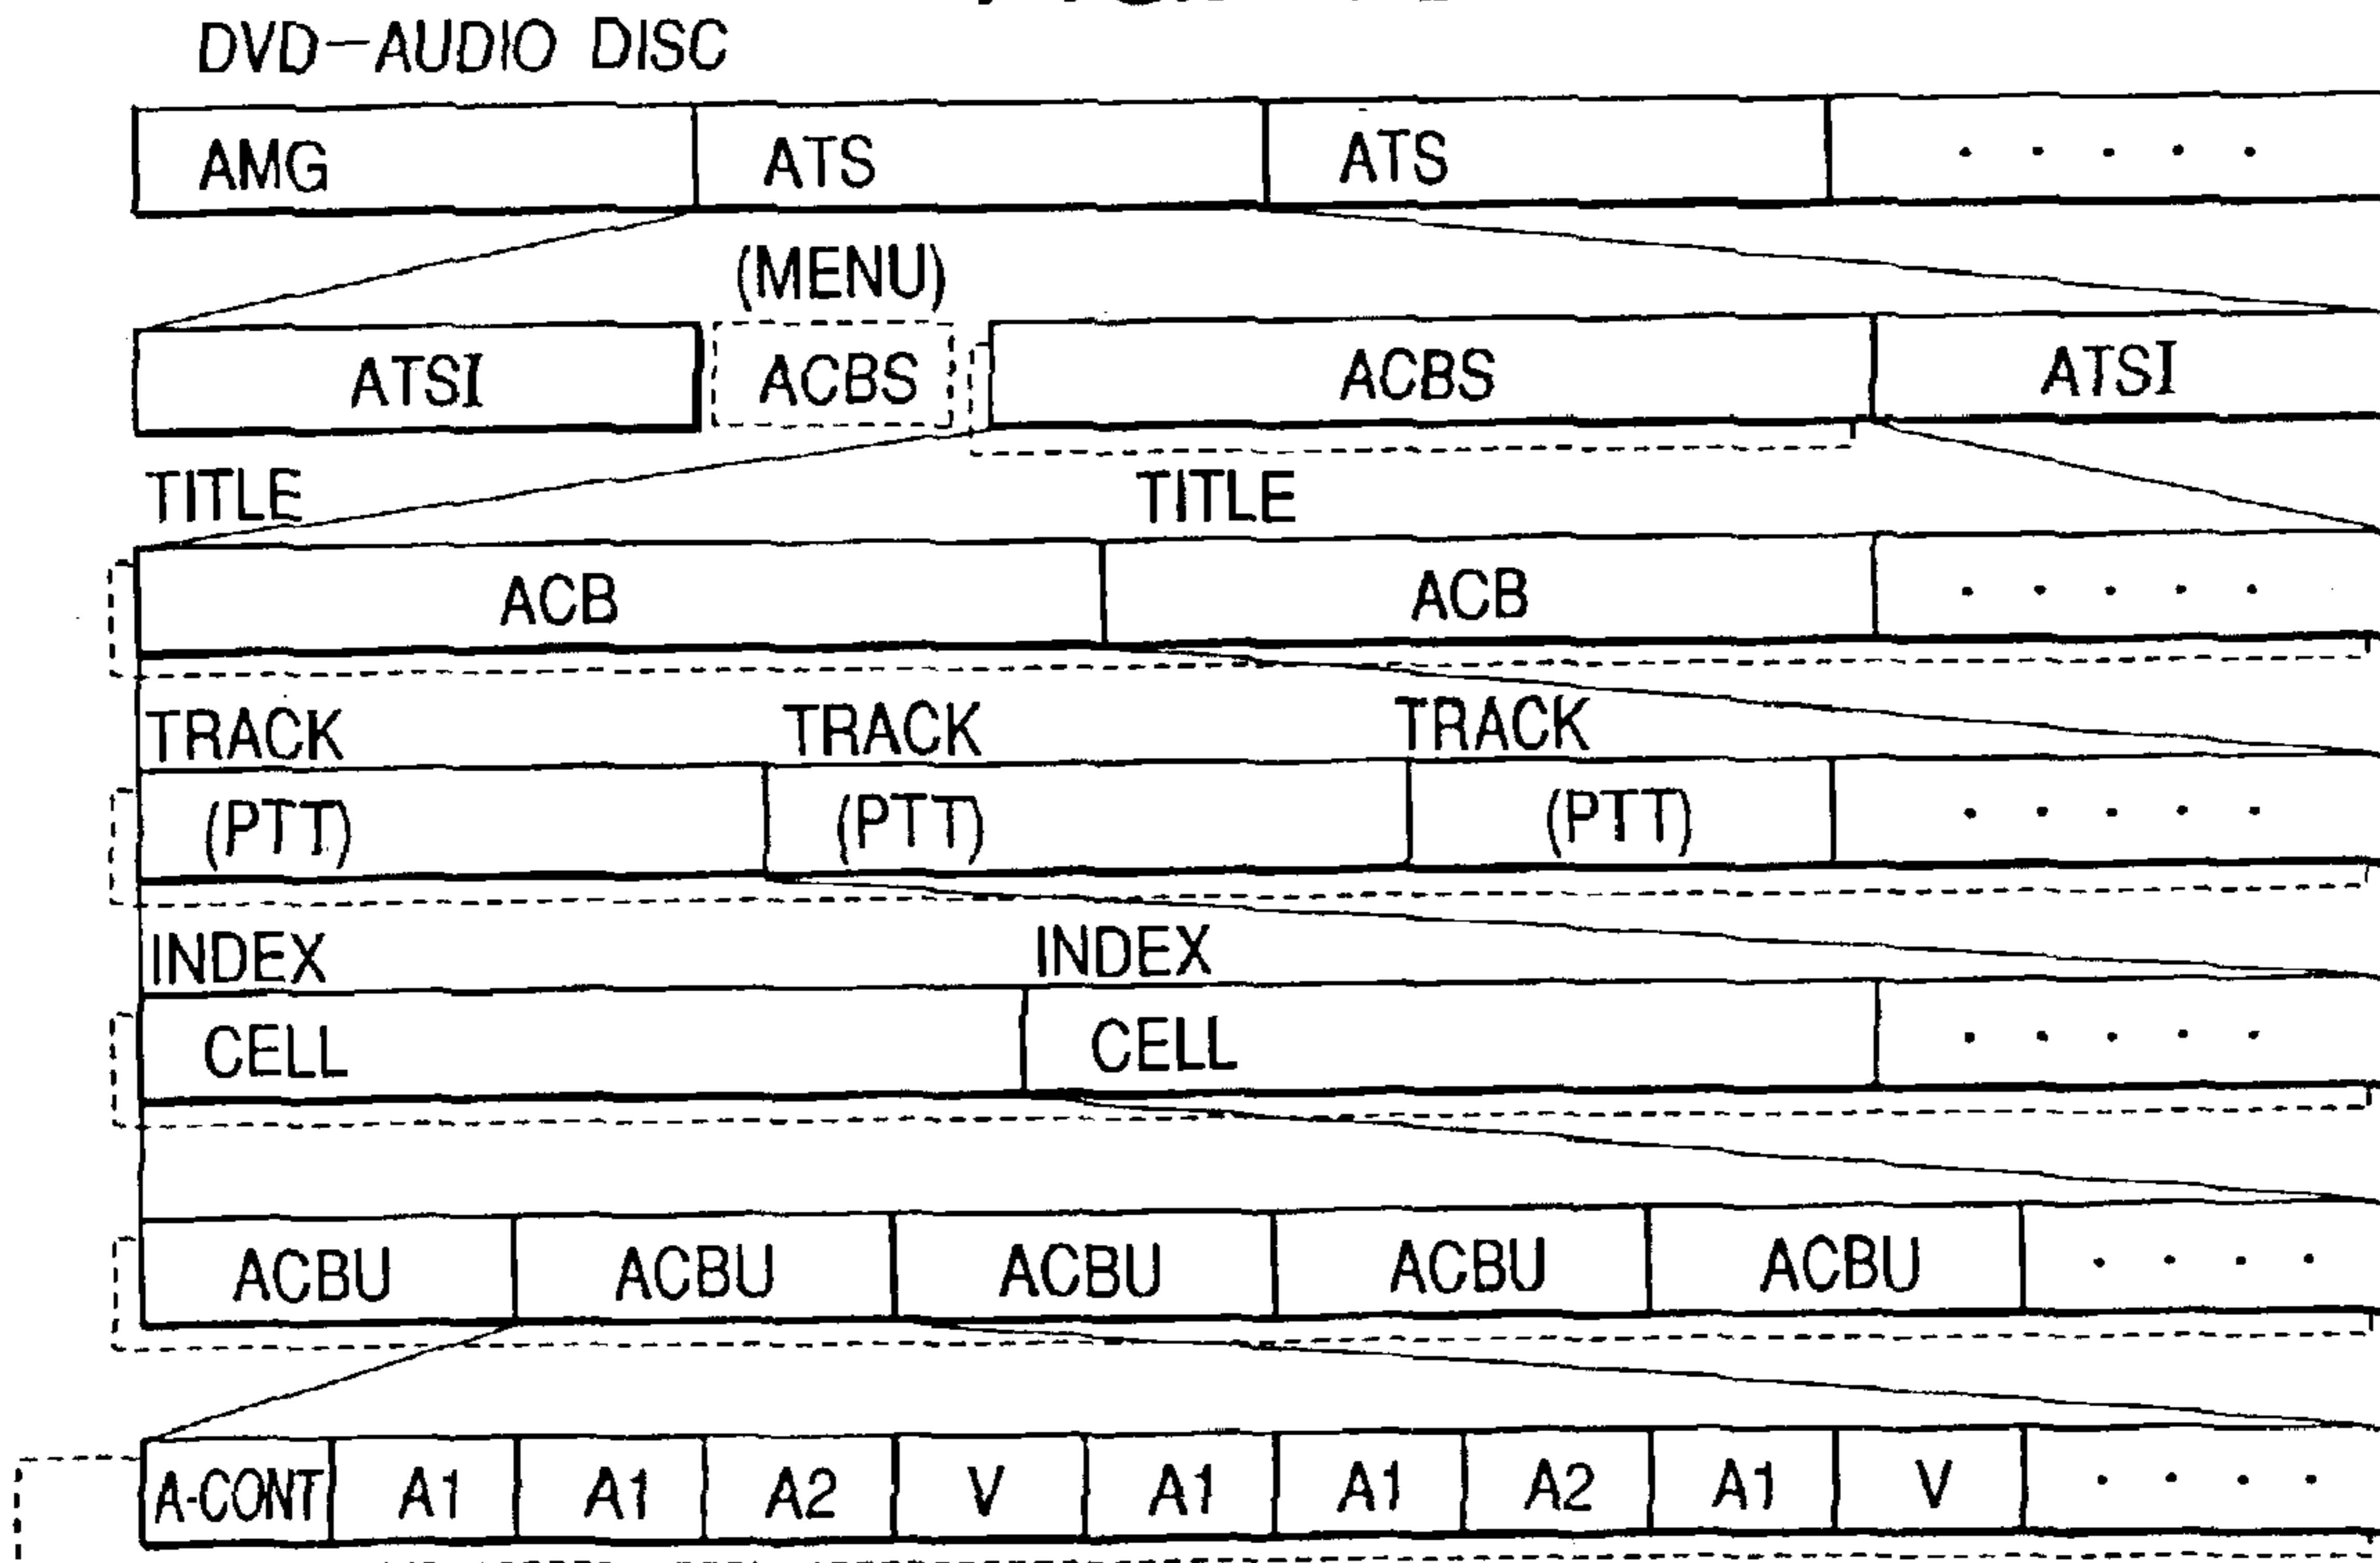 DVD-AUDIO DISC
AMG ATS ATS . . . . .
(MENU)
ATSI ACBS ACBS ATSI
TITLE TITLE
ACB ACB . . . . .
TRACK TRACK TRACK
(PTT) (PTT) (PTT) . . . . .
INDEX INDEX
CELL CELL . . . . .
ACBU ACBU ACBU ACBU ACBU . . . .
A-CONT A1 A1 A2 V A1 A1 A2 A1 V . . . .